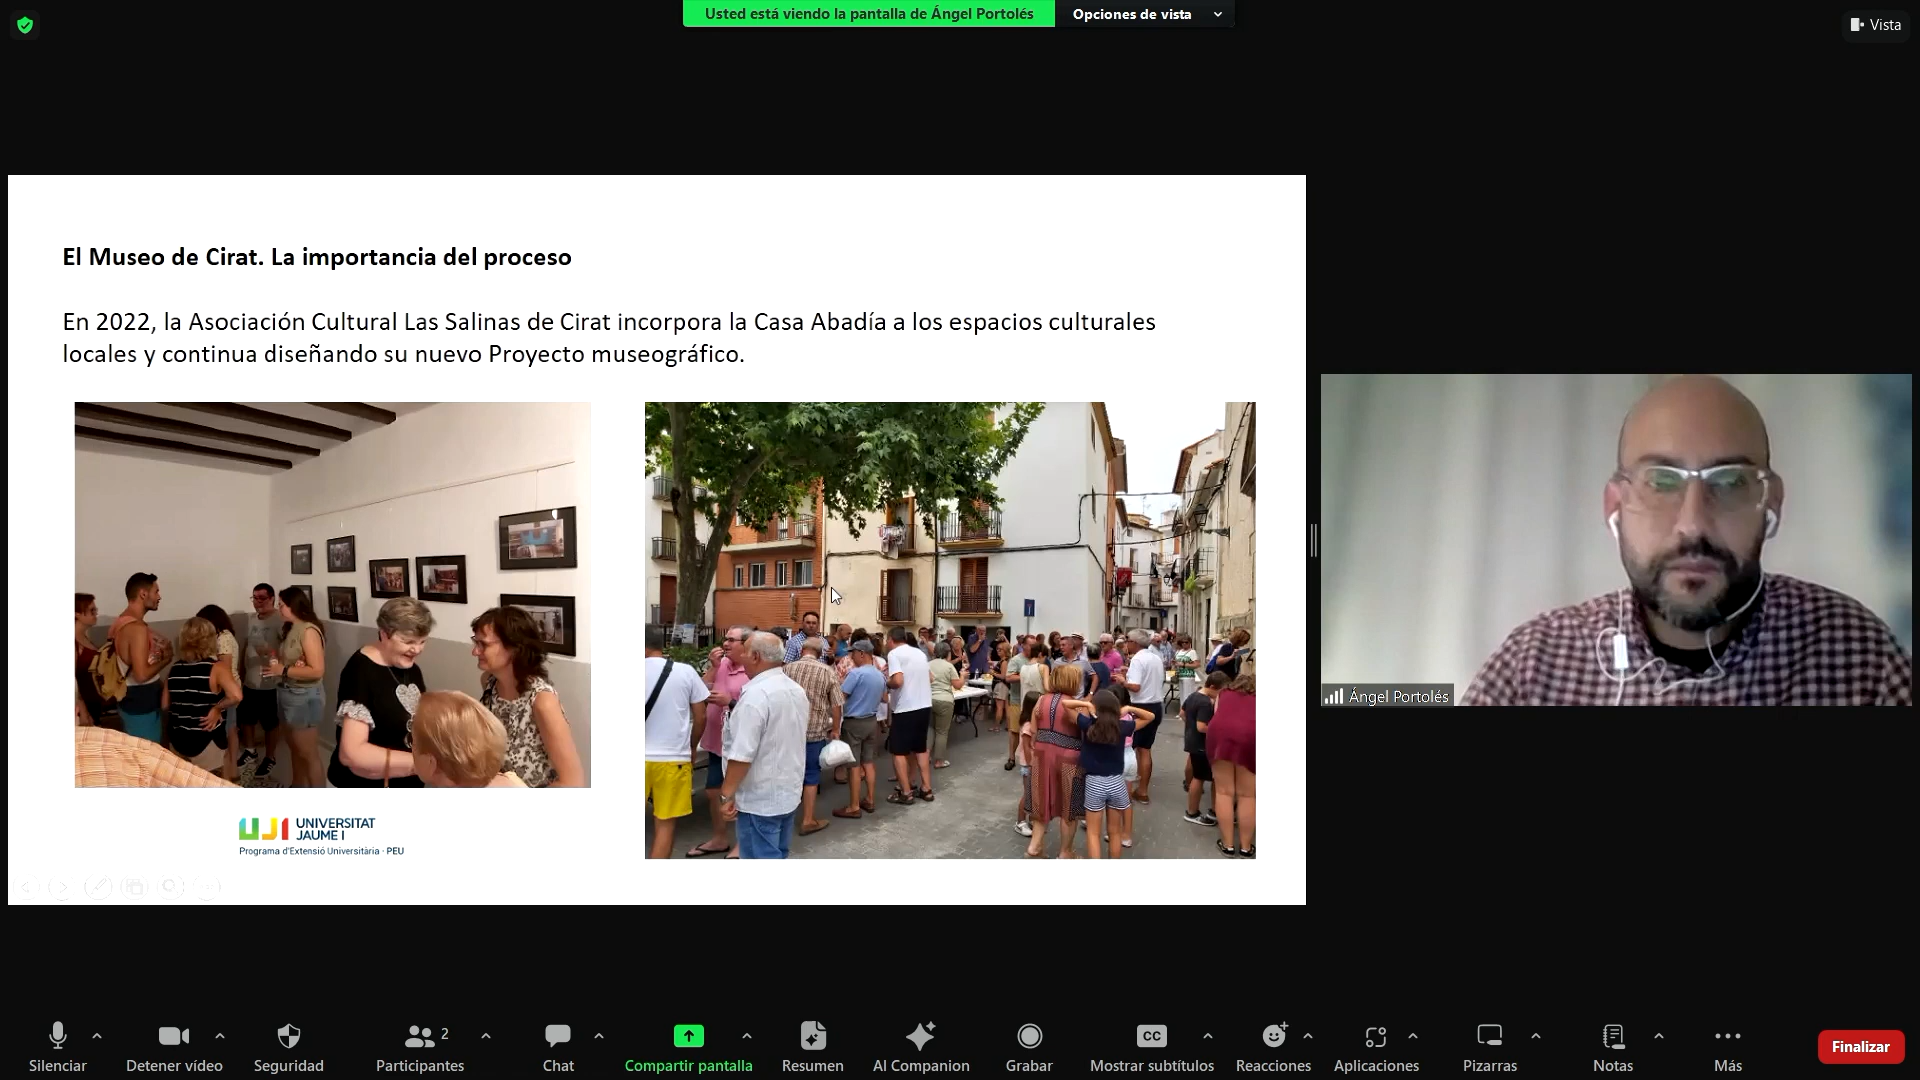 Usted está viendo la pantalla de Ángel Portolés
Opciones de vista
Vista
El Museo de Cirat. La importancia del proceso
En 2022, la Asociación Cultural Las Salinas de Cirat incorpora la Casa Abadía a los espacios culturales
locales y continua diseñando su nuevo Proyecto museográfico.
UJI UNIVERSITAT
JAUME I
Programa d'Extensió Universitària · PEU
Ángel Portolés
2
CC
Silenciar
Detener vídeo
Seguridad
Participantes
Chat
Compartir pantalla
Resumen
AI Companion
Grabar
Mostrar subtítulos
Reacciones
Aplicaciones
Pizarras
Notas
Más
Finalizar